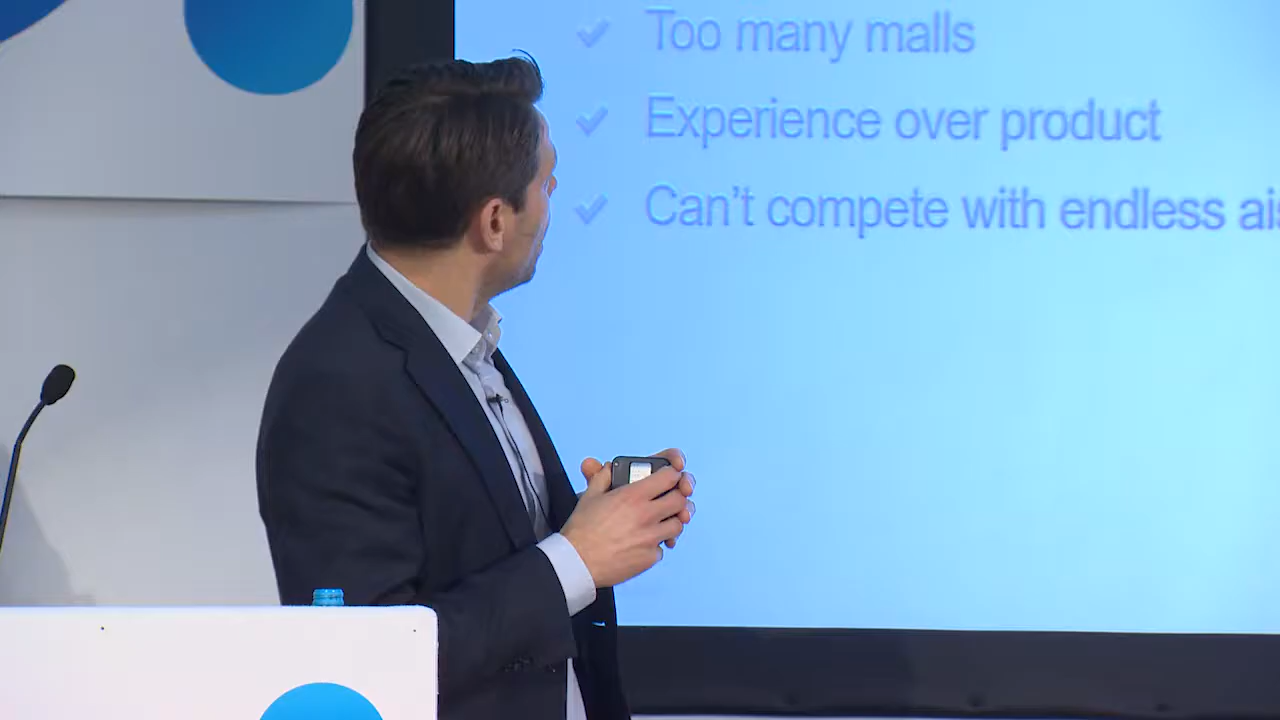 Too many malls
Experience over product
Can't compete with endless